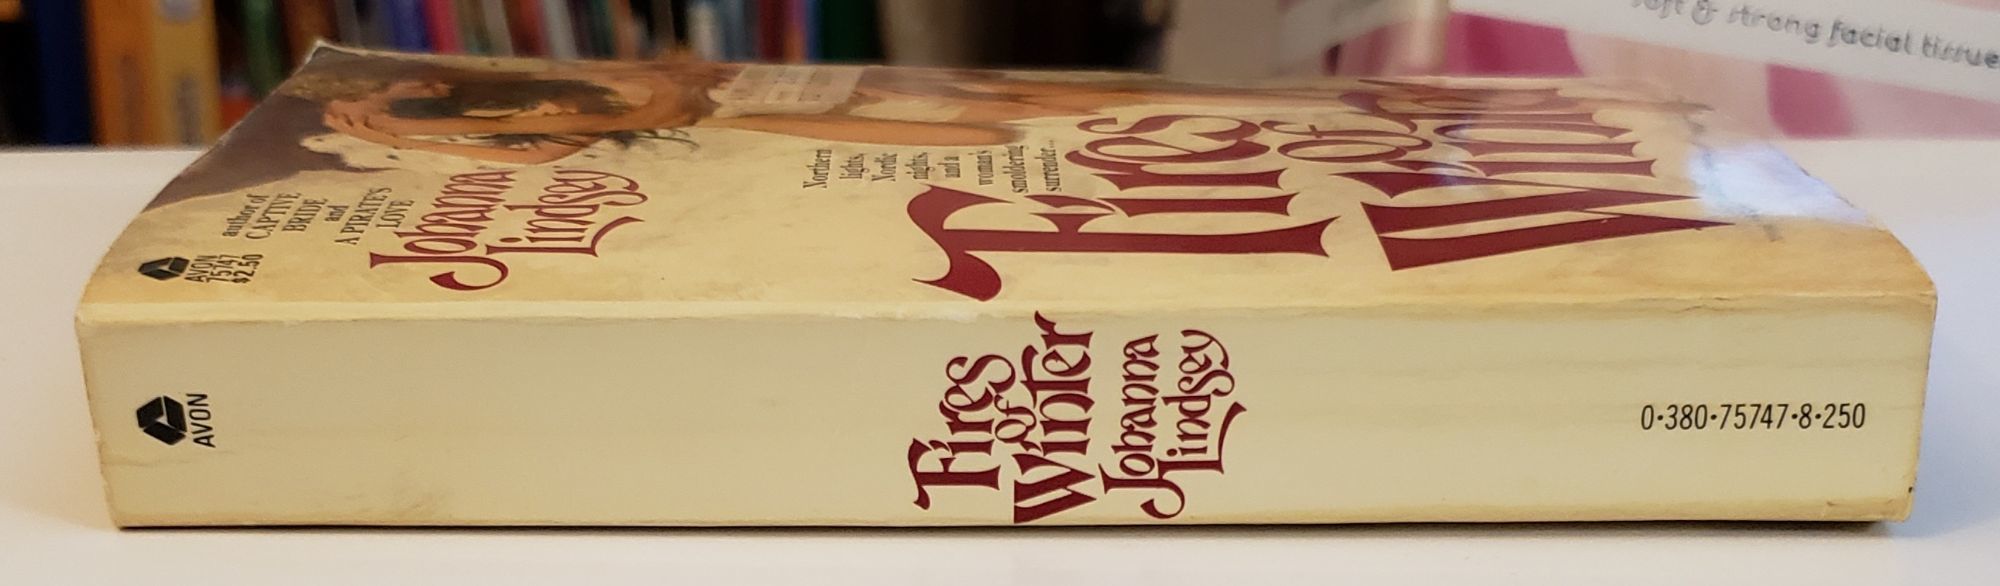 soft & strong facial tissue
author of
CAPTIVE
BRIDE
and
A PIRATE'S
LOVE
AVON
75747
$2.50
Johanna
Lindsey
Northern
lights,
Nordic
nights,
and a
woman's
smoldering
surrender...
Fires
of
Winter
AVON
Fires
of
Winter
Johanna
Lindsey
0·380·75747·8·250